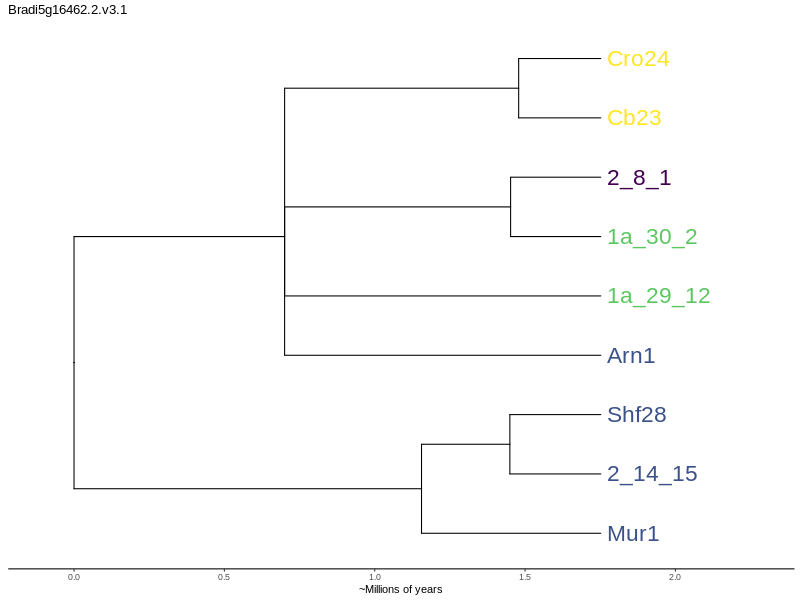 Bradi5g16462.2.v3.1
Cro24
Cb23
2_8_1
1a_30_2
1a_29_12
Arn1
Shf28
2_14_15
Mur1
0.0 0.5 1.0 1.5 2.0
~Millions of years